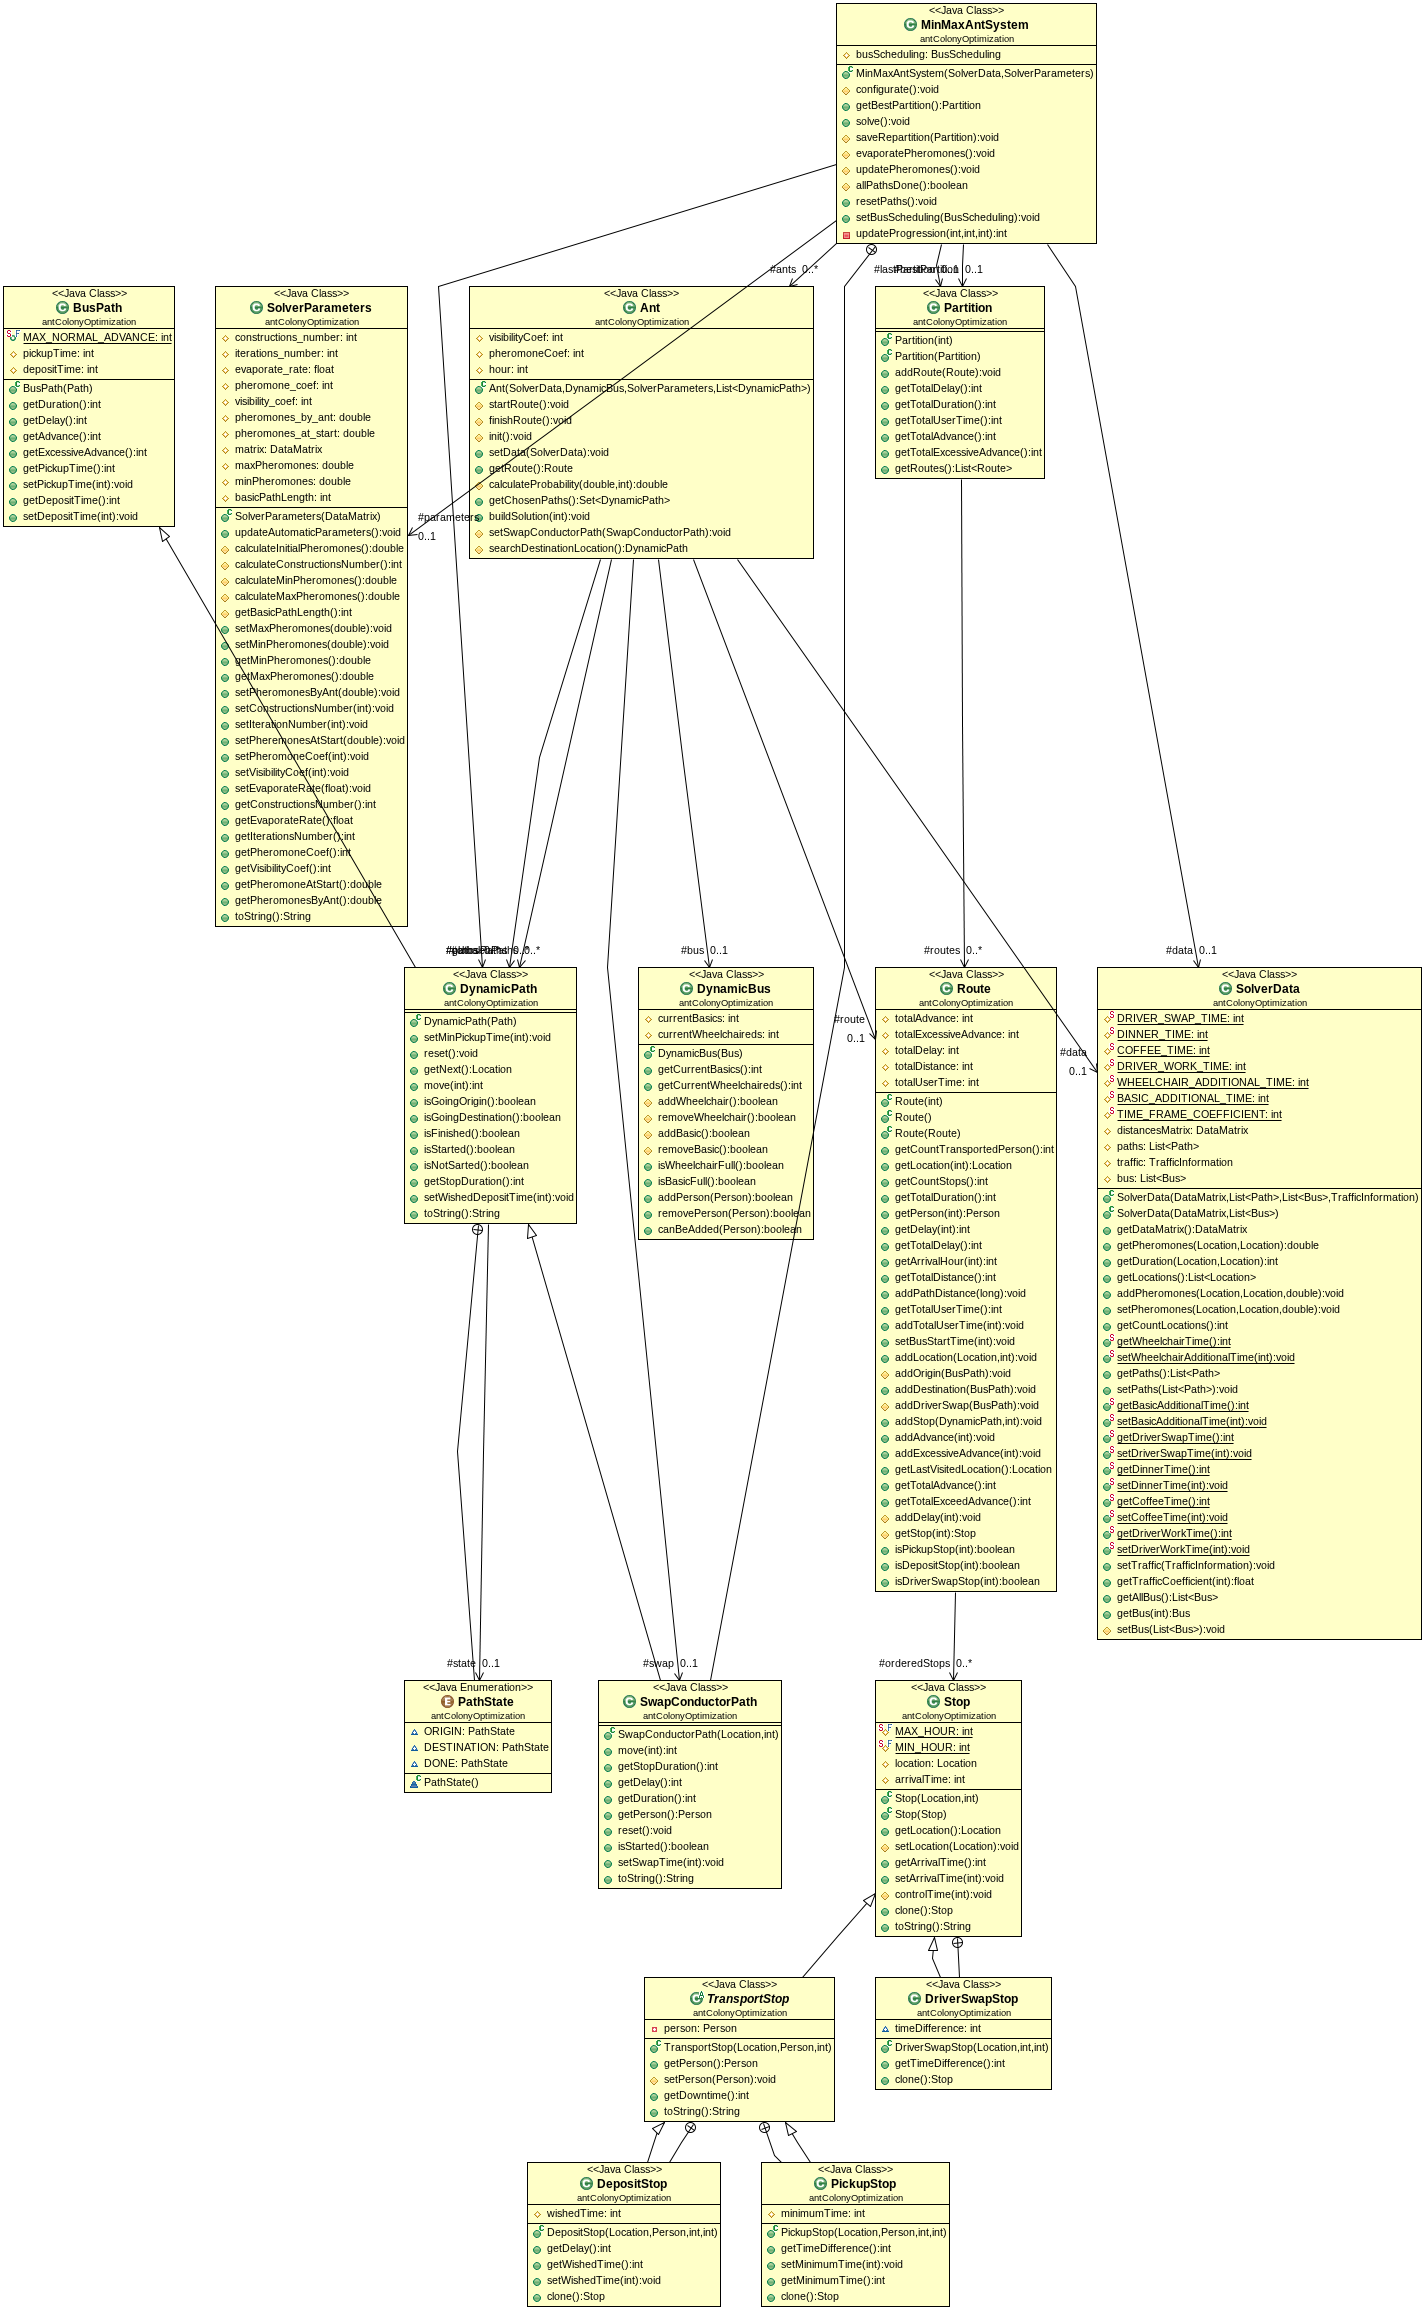 <<Java Class>>
MinMaxAntSystem
antColonyOptimization
busScheduling: BusScheduling
MinMaxAntSystem(SolverData,SolverParameters)
configurate():void
getBestPartition():Partition
solve():void
saveRepartition(Partition):void
evaporatePheromones():void
updatePheromones():void
allPathsDone():boolean
resetPaths():void
setBusScheduling(BusScheduling):void
updateProgression(int,int,int):int
#ants 0..*
0..1
<<Java Class>>
BusPath
antColonyOptimization
MAX_NORMAL_ADVANCE: int
pickupTime: int
depositTime: int
BusPath(Path)
getDuration():int
getDelay():int
getAdvance():int
getExcessiveAdvance():int
getPickupTime():int
setPickupTime(int):void
getDepositTime():int
setDepositTime(int):void
<<Java Class>>
SolverParameters
antColonyOptimization
constructions_number: int
iterations_number: int
evaporate_rate: float
pheromone_coef: int
visibility_coef: int
pheromones_by_ant: double
pheromones_at_start: double
matrix: DataMatrix
maxPheromones: double
minPheromones: double
basicPathLength: int
SolverParameters(DataMatrix)
updateAutomaticParameters():void
calculateInitialPheromones():double
calculateConstructionsNumber():int
calculateMinPheromones():double
calculateMaxPheromones():double
getBasicPathLength():int
setMaxPheromones(double):void
setMinPheromones(double):void
getMinPheromones():double
getMaxPheromones():double
setPheromonesByAnt(double):void
setConstructionsNumber(int):void
setIterationNumber(int):void
setPheremonesAtStart(double):void
setPheromoneCoef(int):void
setVisibilityCoef(int):void
setEvaporateRate(float):void
getConstructionsNumber():int
getEvaporateRate():float
getIterationsNumber():int
getPheromoneCoef():int
getVisibilityCoef():int
getPheromoneAtStart():double
getPheromonesByAnt():double
toString():String
#parameters
0..1
<<Java Class>>
Ant
antColonyOptimization
visibilityCoef: int
pheromoneCoef: int
hour: int
Ant(SolverData,DynamicBus,SolverParameters,List<DynamicPath>)
startRoute():void
finishRoute():void
init():void
setData(SolverData):void
getRoute():Route
calculateProbability(double,int):double
getChosenPaths():Set<DynamicPath>
buildSolution(int):void
setSwapConductorPath(SwapConductorPath):void
searchDestinationLocation():DynamicPath
<<Java Class>>
Partition
antColonyOptimization
Partition(int)
Partition(Partition)
addRoute(Route):void
getTotalDelay():int
getTotalDuration():int
getTotalUserTime():int
getTotalAdvance():int
getTotalExcessiveAdvance():int
getRoutes():List<Route>
#bus 0..1
#routes 0..*
#data 0..1
<<Java Class>>
DynamicPath
antColonyOptimization
DynamicPath(Path)
setMinPickupTime(int):void
reset():void
getNext():Location
move(int):int
isGoingOrigin():boolean
isGoingDestination():boolean
isFinished():boolean
isStarted():boolean
isNotSarted():boolean
getStopDuration():int
setWishedDepositTime(int):void
toString():String
<<Java Class>>
DynamicBus
antColonyOptimization
currentBasics: int
currentWheelchaireds: int
DynamicBus(Bus)
getCurrentBasics():int
getCurrentWheelchaireds():int
addWheelchair():boolean
removeWheelchair():boolean
addBasic():boolean
removeBasic():boolean
isWheelchairFull():boolean
isBasicFull():boolean
addPerson(Person):boolean
removePerson(Person):boolean
canBeAdded(Person):boolean
#route
0..1
<<Java Class>>
Route
antColonyOptimization
totalAdvance: int
totalExcessiveAdvance: int
totalDelay: int
totalDistance: int
totalUserTime: int
Route(int)
Route()
Route(Route)
getCountTransportedPerson():int
getLocation(int):Location
getCountStops():int
getTotalDuration():int
getPerson(int):Person
getDelay(int):int
getTotalDelay():int
getArrivalHour(int):int
getTotalDistance():int
addPathDistance(long):void
getTotalUserTime():int
addTotalUserTime(int):void
setBusStartTime(int):void
addLocation(Location,int):void
addOrigin(BusPath):void
addDestination(BusPath):void
addDriverSwap(BusPath):void
addStop(DynamicPath,int):void
addAdvance(int):void
addExcessiveAdvance(int):void
getLastVisitedLocation():Location
getTotalAdvance():int
getTotalExceedAdvance():int
addDelay(int):void
getStop(int):Stop
isPickupStop(int):boolean
isDepositStop(int):boolean
isDriverSwapStop(int):boolean
#data
0..1
<<Java Class>>
SolverData
antColonyOptimization
DRIVER_SWAP_TIME: int
DINNER_TIME: int
COFFEE_TIME: int
DRIVER_WORK_TIME: int
WHEELCHAIR_ADDITIONAL_TIME: int
BASIC_ADDITIONAL_TIME: int
TIME_FRAME_COEFFICIENT: int
distancesMatrix: DataMatrix
paths: List<Path>
traffic: TrafficInformation
bus: List<Bus>
SolverData(DataMatrix,List<Path>,List<Bus>,TrafficInformation)
SolverData(DataMatrix,List<Bus>)
getDataMatrix():DataMatrix
getPheromones(Location,Location):double
getDuration(Location,Location):int
getLocations():List<Location>
addPheromones(Location,Location,double):void
setPheromones(Location,Location,double):void
getCountLocations():int
getWheelchairTime():int
setWheelchairAdditionalTime(int):void
getPaths():List<Path>
setPaths(List<Path>):void
getBasicAdditionalTime():int
setBasicAdditionalTime(int):void
getDriverSwapTime():int
setDriverSwapTime(int):void
getDinnerTime():int
setDinnerTime(int):void
getCoffeeTime():int
setCoffeeTime(int):void
getDriverWorkTime():int
setDriverWorkTime(int):void
setTraffic(TrafficInformation):void
getTrafficCoefficient(int):float
getAllBus():List<Bus>
getBus(int):Bus
setBus(List<Bus>):void
#state 0..1
#swap 0..1
#orderedStops 0..*
<<Java Enumeration>>
PathState
antColonyOptimization
ORIGIN: PathState
DESTINATION: PathState
DONE: PathState
PathState()
<<Java Class>>
SwapConductorPath
antColonyOptimization
SwapConductorPath(Location,int)
move(int):int
getStopDuration():int
getDelay():int
getDuration():int
getPerson():Person
reset():void
isStarted():boolean
setSwapTime(int):void
toString():String
<<Java Class>>
Stop
antColonyOptimization
MAX_HOUR: int
MIN_HOUR: int
location: Location
arrivalTime: int
Stop(Location,int)
Stop(Stop)
getLocation():Location
setLocation(Location):void
getArrivalTime():int
setArrivalTime(int):void
controlTime(int):void
clone():Stop
toString():String
<<Java Class>>
TransportStop
antColonyOptimization
person: Person
TransportStop(Location,Person,int)
getPerson():Person
setPerson(Person):void
getDowntime():int
toString():String
<<Java Class>>
DriverSwapStop
antColonyOptimization
timeDifference: int
DriverSwapStop(Location,int,int)
getTimeDifference():int
clone():Stop
<<Java Class>>
DepositStop
antColonyOptimization
wishedTime: int
DepositStop(Location,Person,int,int)
getDelay():int
getWishedTime():int
setWishedTime(int):void
clone():Stop
<<Java Class>>
PickupStop
antColonyOptimization
minimumTime: int
PickupStop(Location,Person,int,int)
getTimeDifference():int
setMinimumTime(int):void
getMinimumTime():int
clone():Stop